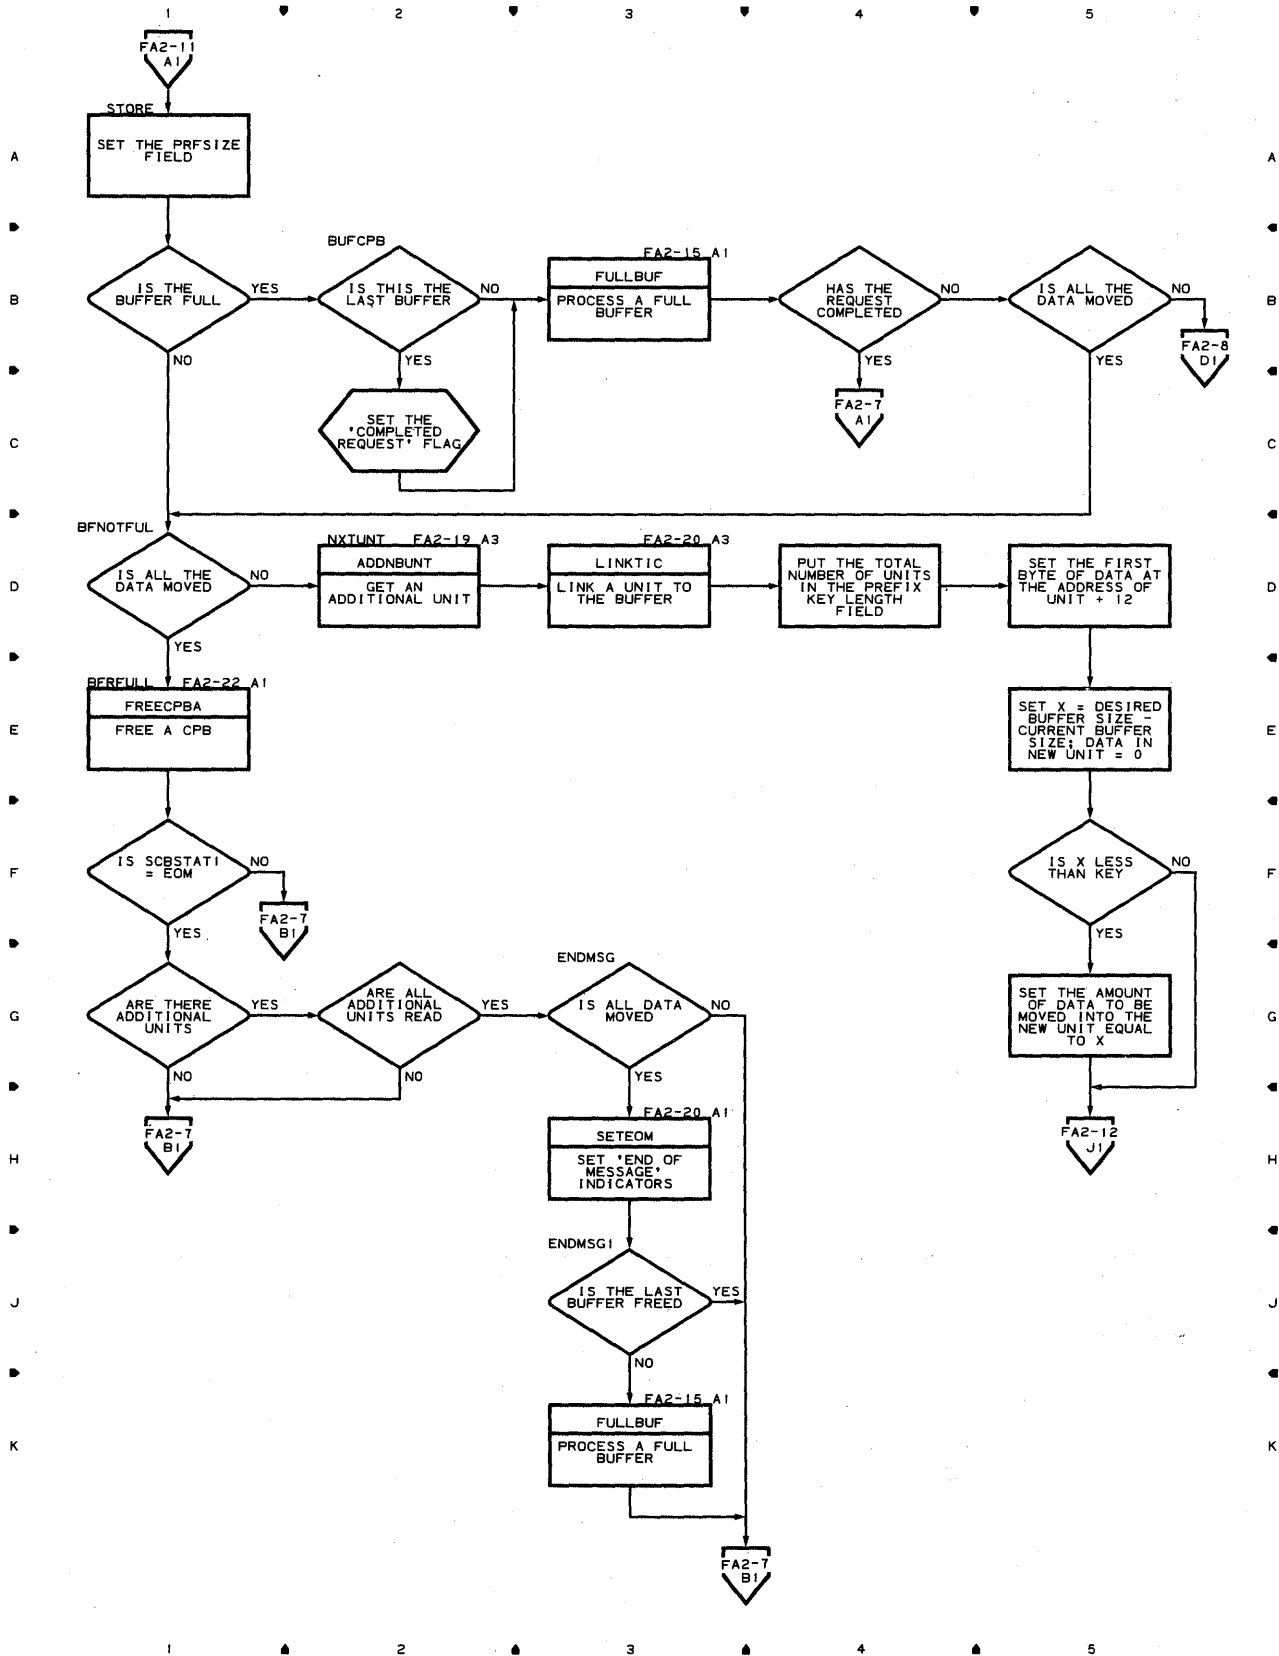 1 2 3 4 5
FA2-11
A1
STORE
SET THE PRFSIZE
FIELD
A A
BUFCPB
FA2-15 A1
IS THE
BUFFER FULL
YES
IS THIS THE
LAST BUFFER
NO
FULLBUF
PROCESS A FULL
BUFFER
HAS THE
REQUEST
COMPLETED
NO
IS ALL THE
DATA MOVED
NO
B B
NO
YES
YES
YES
FA2-8
D1
SET THE
'COMPLETED
REQUEST' FLAG
FA2-7
A1
C C
BFNOTFUL
IS ALL THE
DATA MOVED
NO
NXTUNT FA2-19 A3
ADDNBUNT
GET AN
ADDITIONAL UNIT
FA2-20 A3
LINKTIC
LINK A UNIT TO
THE BUFFER
PUT THE TOTAL
NUMBER OF UNITS
IN THE PREFIX
KEY LENGTH
FIELD
SET THE FIRST
BYTE OF DATA AT
THE ADDRESS OF
UNIT + 12
D D
YES
BFRFULL FA2-22 A1
FREECPBA
FREE A CPB
SET X = DESIRED
BUFFER SIZE -
CURRENT BUFFER
SIZE; DATA IN
NEW UNIT = 0
E E
IS SCBSTAT1
= EOM
NO
FA2-7
B1
IS X LESS
THAN KEY
NO
F F
YES
YES
ARE THERE
ADDITIONAL
UNITS
YES
ARE ALL
ADDITIONAL
UNITS READ
YES
ENDMSG
IS ALL DATA
MOVED
NO
SET THE AMOUNT
OF DATA TO BE
MOVED INTO THE
NEW UNIT EQUAL
TO X
G G
NO
NO
YES
FA2-7
B1
FA2-20 A1
SETEOM
SET 'END OF
MESSAGE'
INDICATORS
FA2-12
J1
H H
ENDMSG1
IS THE LAST
BUFFER FREED
YES
J J
NO
FA2-15 A1
FULLBUF
PROCESS A FULL
BUFFER
K K
FA2-7
B1
1 2 3 4 5